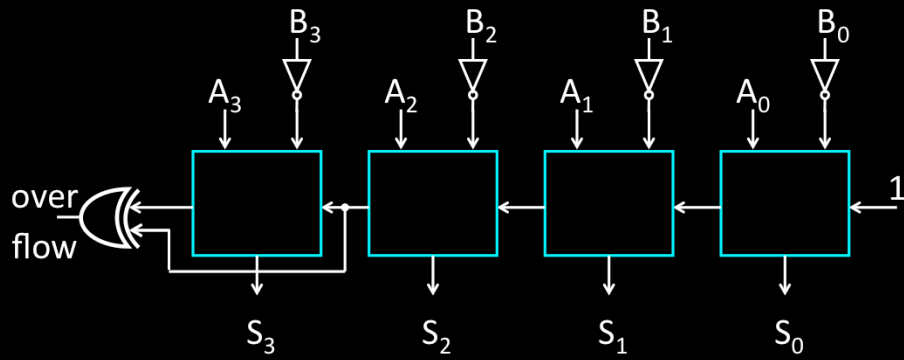 B₃ B₂ B₁ B₀
A₃ A₂ A₁ A₀
over
flow
1
S₃ S₂ S₁ S₀